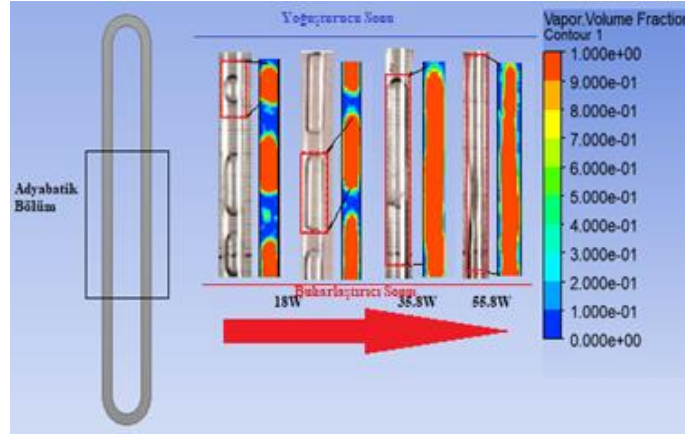 Yoğuşturucu Sonu
Vapor.Volume Fraction
Contour 1
1.000e+00
9.000e-01
8.000e-01
7.000e-01
6.000e-01
5.000e-01
4.000e-01
3.000e-01
2.000e-01
1.000e-01
0.000e+00
Adyabatik
Bölüm
Buharlaştırıcı Sonu
18W
35.8W
55.8W